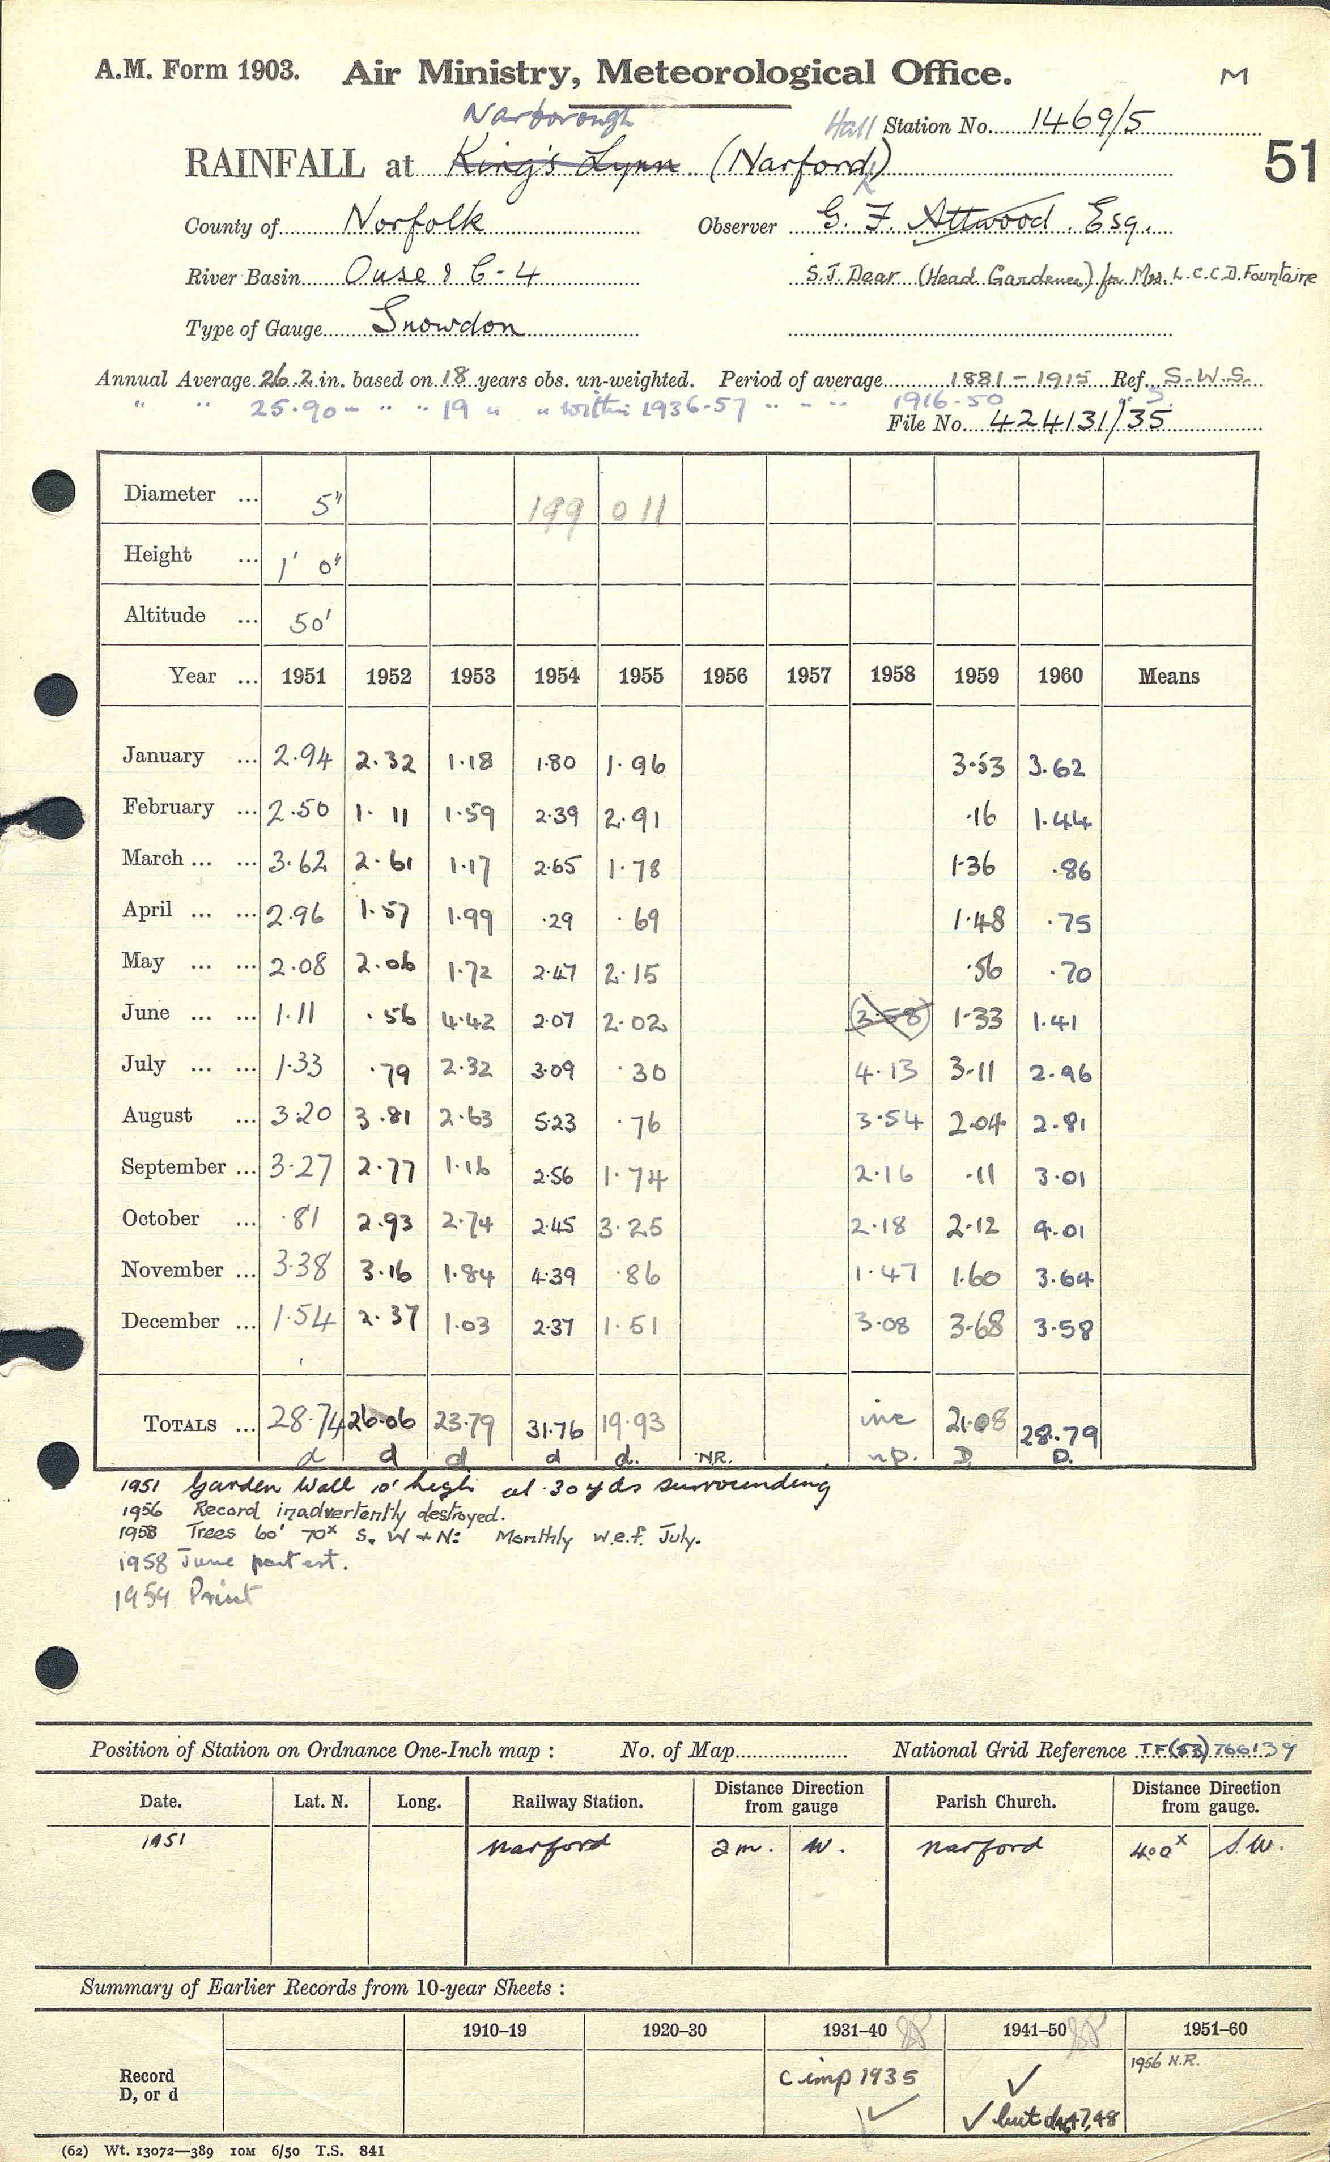 A.M. Form 1903. Air Ministry, Meteorological Office. M
Narborough Hall Station No. 1469/5
RAINFALL at King's Lynn (Narford) 51
County of Norfolk Observer G. F. Attwood. Esq.
River Basin Ouse & C-4 S.J. Dear (Head Gardener) for Mrs. L.C.C.D. Fountaine
Type of Gauge Snowdon
Annual Average 26.2 in. based on 18 years obs. un-weighted. Period of average 1881-1915 Ref. S.W.S.
" " 25.90 " " " 19 " " within 1936-57 " " " 1916-50
File No. 424131/35
Diameter ... 5" 199 011
Height ... 1' 0"
Altitude ... 50'
Year ... 1951 1952 1953 1954 1955 1956 1957 1958 1959 1960 Means
January ... 2.94 2.32 1.18 1.80 1.96 3.53 3.62
February ... 2.50 1.11 1.59 2.39 2.91 .16 1.44
March ... ... 3.62 2.61 1.17 2.65 1.78 1.36 .86
April ... ... 2.96 1.57 1.99 .29 .69 1.48 .75
May ... ... 2.08 2.06 1.72 2.47 2.15 .56 .70
June ... ... 1.11 .56 4.42 2.07 2.02 (3.58) 1.33 1.41
July ... ... 1.33 .79 2.32 3.09 .30 4.13 3.11 2.96
August ... 3.20 3.81 2.63 5.23 .76 3.54 2.04 2.81
September ... 3.27 2.77 1.16 2.56 1.74 2.16 .11 3.01
October ... .81 2.93 2.74 2.45 3.25 2.18 2.12 4.01
November ... 3.38 3.16 1.84 4.39 .86 1.47 1.60 3.64
December ... 1.54 2.37 1.03 2.37 1.51 3.08 3.68 3.58
TOTALS ... 28.74 26.06 23.79 31.76 19.93 inc 21.08 28.79
d d d d d. NR. np. D D.
1951 Garden Wall 10' high at 30 yds surrounding
1956 Record inadvertently destroyed.
1958 Trees 60' 70x S. W + N: Monthly w.e.f. July.
1958 June part est.
1959 Print
Position of Station on Ordnance One-Inch map : No. of Map National Grid Reference TF(53)766139
Date. Lat. N. Long. Railway Station. Distance Direction from gauge Parish Church. Distance Direction from gauge.
1951 Narford 2m. W. Narford 400x S.W.
Summary of Earlier Records from 10-year Sheets :
1910–19 1920–30 1931–40 1941–50 1951–60
Record D, or d C imp 1935 ✓ ✓ 1956 N.R.
✓ but 47,48
(62) Wt. 13072—389 10M 6/50 T.S. 841